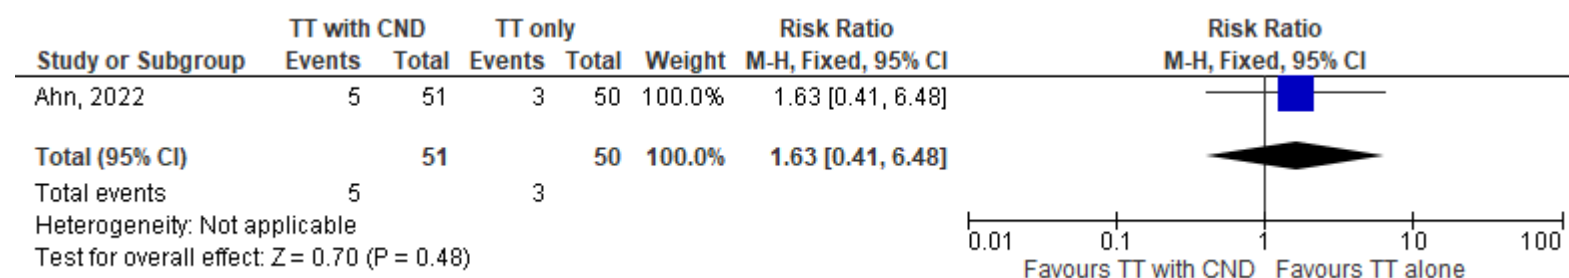 TT with CND TT only Risk Ratio Risk Ratio
Study or Subgroup Events Total Events Total Weight M-H, Fixed, 95% CI M-H, Fixed, 95% CI
Ahn, 2022 5 51 3 50 100.0% 1.63 [0.41, 6.48]
Total (95% CI) 51 50 100.0% 1.63 [0.41, 6.48]
Total events 5 3
Heterogeneity: Not applicable
Test for overall effect: Z = 0.70 (P = 0.48)
0.01 0.1 1 10 100
Favours TT with CND Favours TT alone